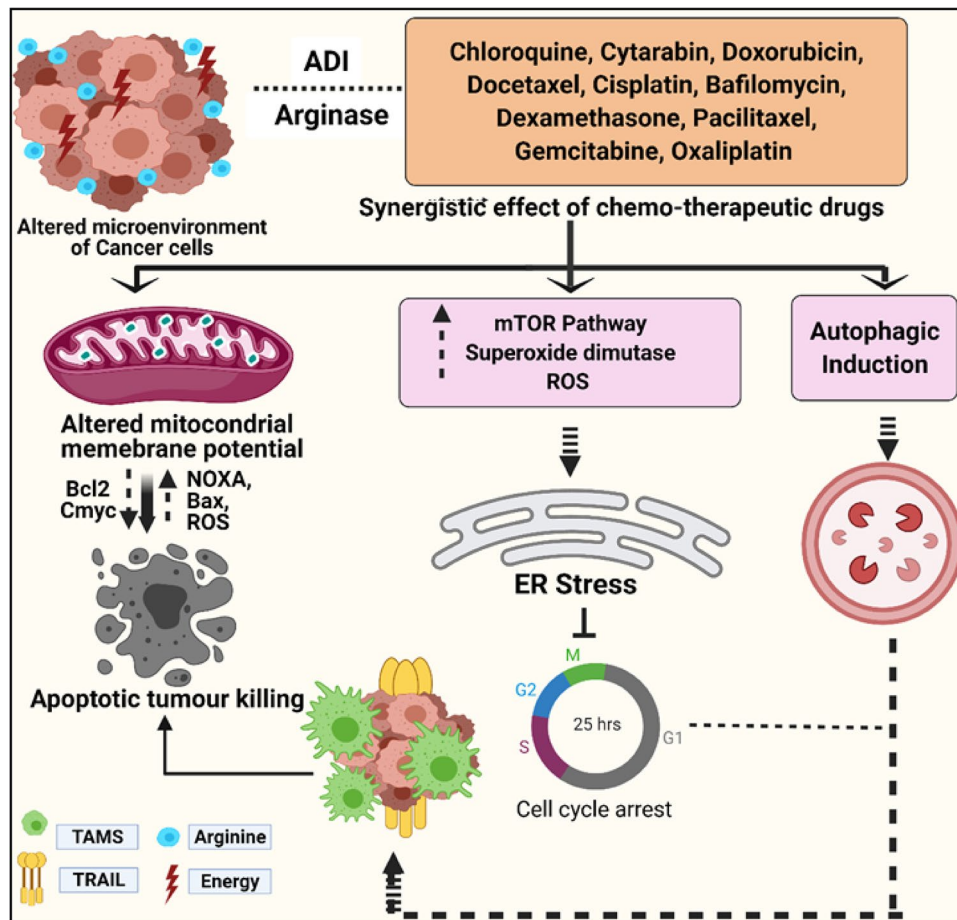 ADI
Arginase
Chloroquine, Cytarabin, Doxorubicin,
Docetaxel, Cisplatin, Bafilomycin,
Dexamethasone, Pacilitaxel,
Gemcitabine, Oxaliplatin
Altered microenvironment
of Cancer cells
Synergistic effect of chemo-therapeutic drugs
mTOR Pathway
Superoxide dimutase
ROS
Autophagic
Induction
Altered mitocondrial
memebrane potential
Bcl2
Cmyc
NOXA,
Bax,
ROS
ER Stress
Apoptotic tumour killing
M
G2
S
G1
25 hrs
Cell cycle arrest
TAMS
Arginine
TRAIL
Energy